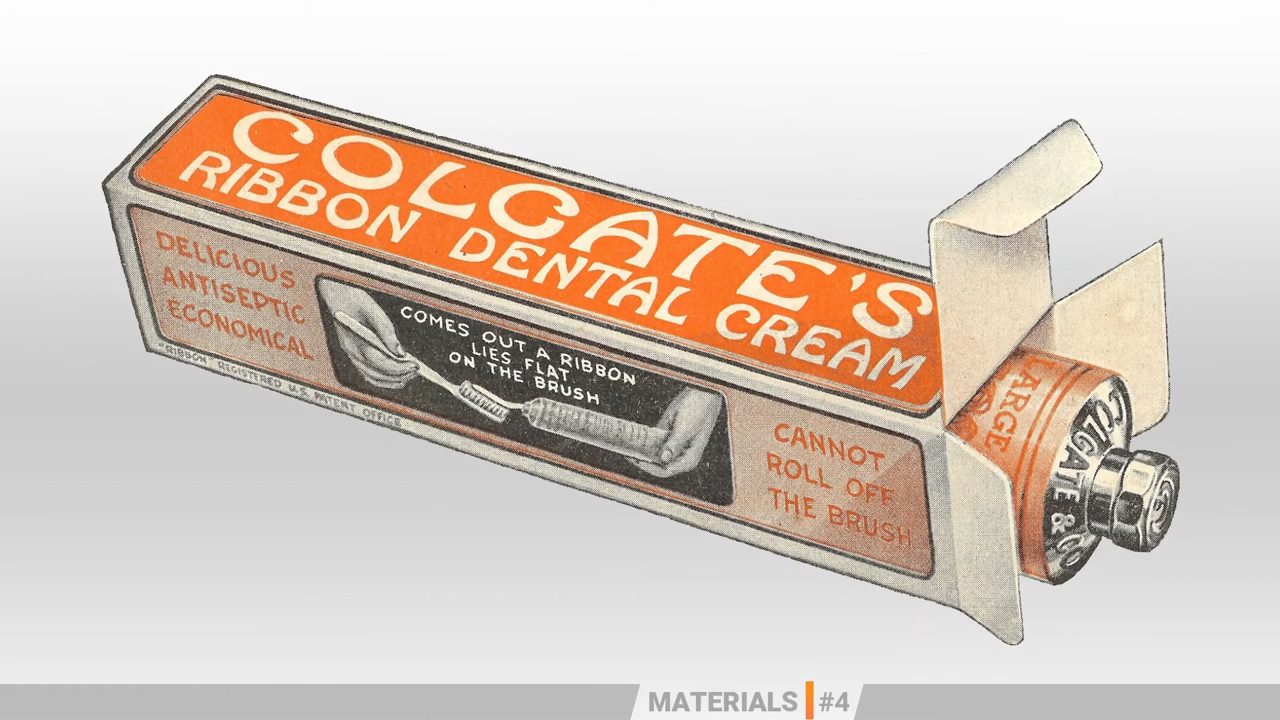 COLGATE'S
RIBBON DENTAL CREAM
DELICIOUS
ANTISEPTIC
ECONOMICAL
COMES OUT A RIBBON
LIES FLAT
ON THE BRUSH
CANNOT
ROLL OFF
THE BRUSH
"RIBBON" REGISTERED U.S. PATENT OFFICE
LARGE
COLGATE & CO
MATERIALS #4